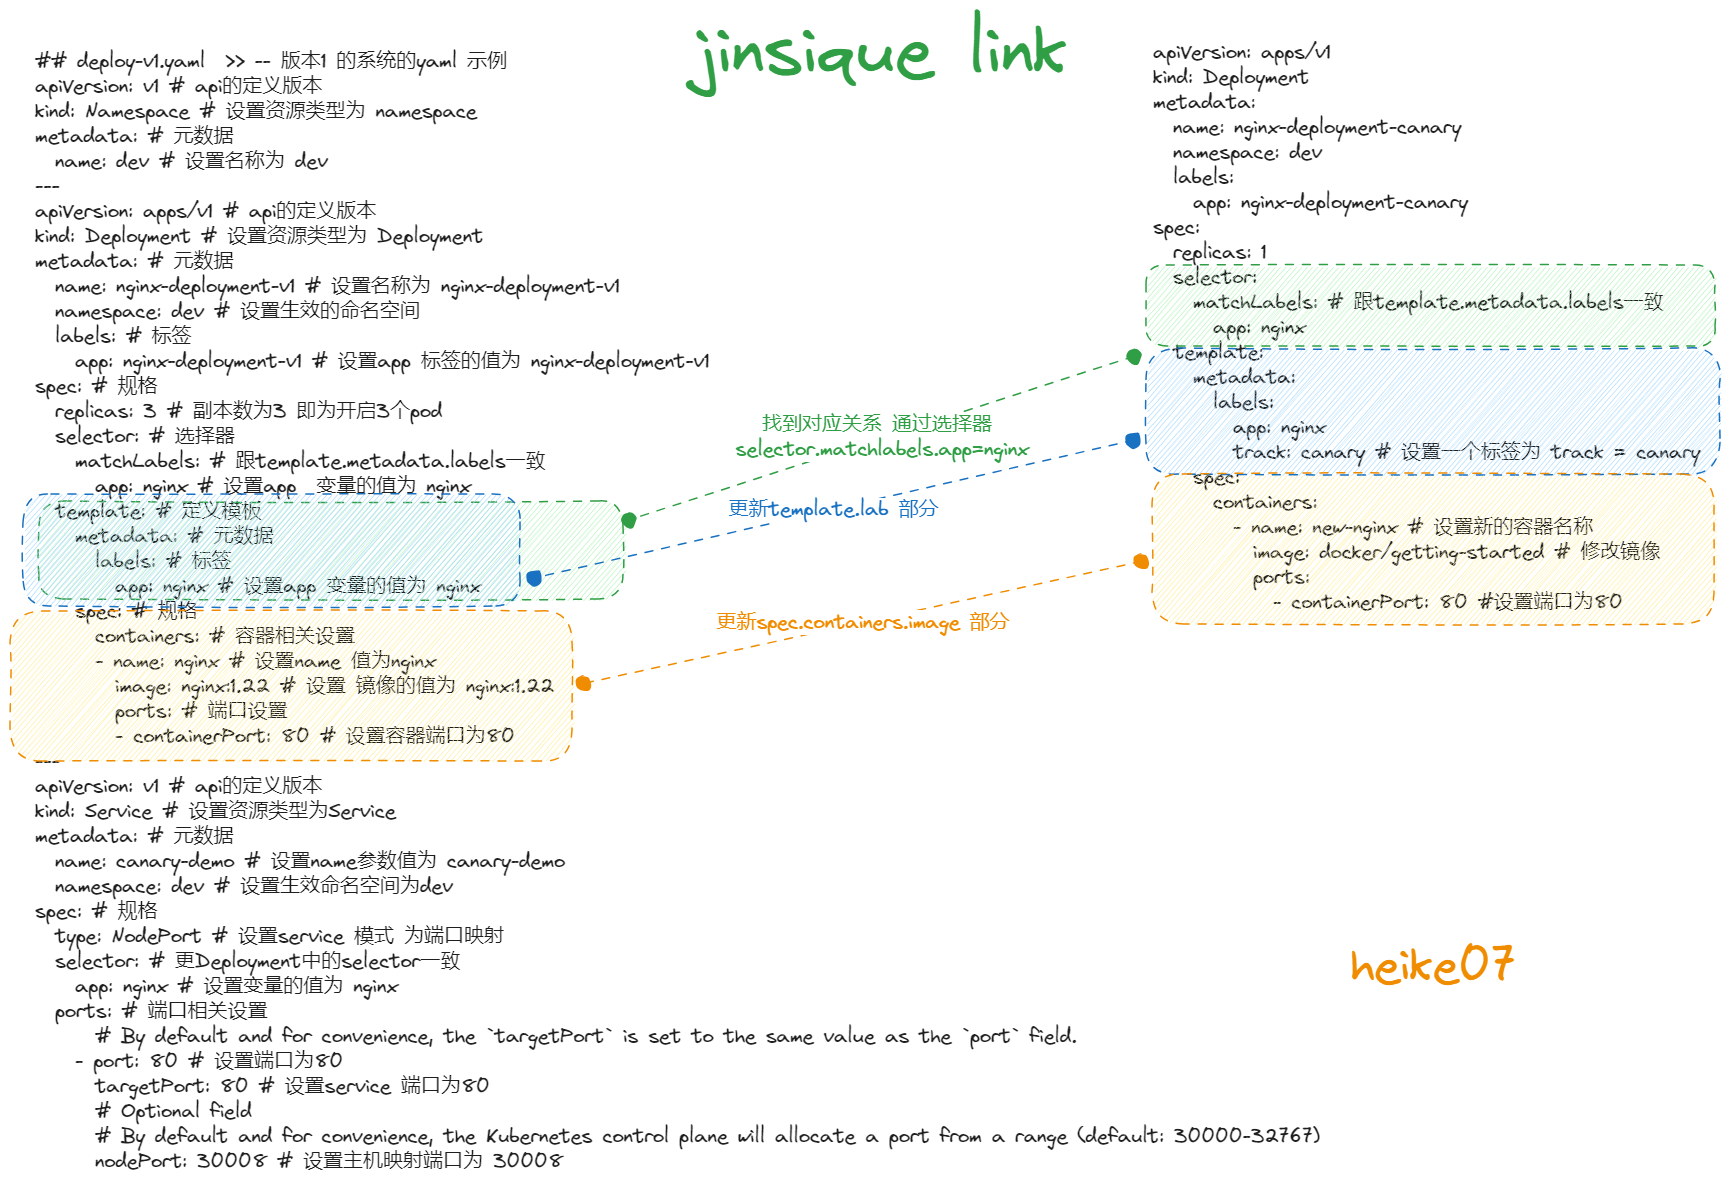 jinsique link
## deploy-v1.yaml  >> -- 版本1 的系统的yaml 示例
apiVersion: v1 # api的定义版本
kind: Namespace # 设置资源类型为 namespace
metadata: # 元数据
  name: dev # 设置名称为 dev
---
apiVersion: apps/v1 # api的定义版本
kind: Deployment # 设置资源类型为 Deployment
metadata: # 元数据
  name: nginx-deployment-v1 # 设置名称为 nginx-deployment-v1
  namespace: dev # 设置生效的命名空间
  labels: # 标签
    app: nginx-deployment-v1 # 设置app 标签的值为 nginx-deployment-v1
spec: # 规格
  replicas: 3 # 副本数为3 即为开启3个pod
  selector: # 选择器
    matchLabels: # 跟template.metadata.labels一致
      app: nginx # 设置app  变量的值为 nginx
  template: # 定义模板
    metadata: # 元数据
      labels: # 标签
        app: nginx # 设置app 变量的值为 nginx
    spec: # 规格
      containers: # 容器相关设置
      - name: nginx # 设置name 值为nginx
        image: nginx:1.22 # 设置 镜像的值为 nginx:1.22
        ports: # 端口设置
        - containerPort: 80 # 设置容器端口为80
---
apiVersion: v1 # api的定义版本
kind: Service # 设置资源类型为Service
metadata: # 元数据
  name: canary-demo # 设置name参数值为 canary-demo
  namespace: dev # 设置生效命名空间为dev
spec: # 规格
  type: NodePort # 设置service 模式 为端口映射
  selector: # 更Deployment中的selector一致
    app: nginx # 设置变量的值为 nginx
  ports: # 端口相关设置
      # By default and for convenience, the `targetPort` is set to the same value as the `port` field.
    - port: 80 # 设置端口为80
      targetPort: 80 # 设置service 端口为80
      # Optional field
      # By default and for convenience, the Kubernetes control plane will allocate a port from a range (default: 30000-32767)
      nodePort: 30008 # 设置主机映射端口为 30008
找到对应关系 通过选择器
selector.matchlabels.app=nginx
更新template.lab 部分
更新spec.containers.image 部分
apiVersion: apps/v1
kind: Deployment
metadata:
  name: nginx-deployment-canary
  namespace: dev
  labels:
    app: nginx-deployment-canary
spec:
  replicas: 1
  selector:
    matchLabels: # 跟template.metadata.labels一致
      app: nginx
  template:
    metadata:
      labels:
        app: nginx
        track: canary # 设置一个标签为 track = canary
    spec:
      containers:
        - name: new-nginx # 设置新的容器名称
          image: docker/getting-started # 修改镜像
          ports:
            - containerPort: 80 #设置端口为80
heike07